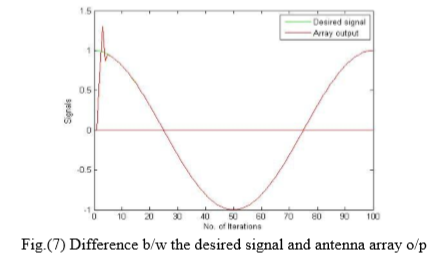 1.5
Desired signal
Array output
1
0.5
Signals
0
-0.5
-1
0 10 20 30 40 50 60 70 80 90 100
No. of Iterations
Fig.(7) Difference b/w the desired signal and antenna array o/p